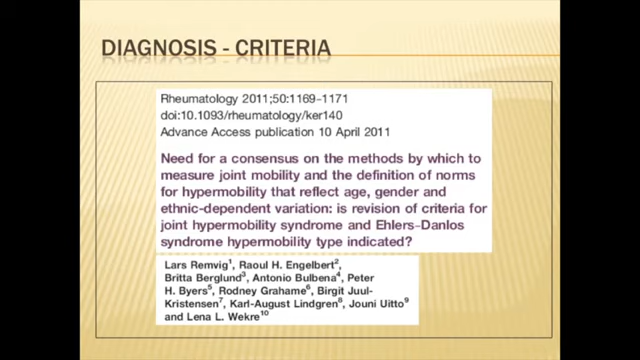 DIAGNOSIS - CRITERIA
Rheumatology 2011;50:1169–1171
doi:10.1093/rheumatology/ker140
Advance Access publication 10 April 2011
Need for a consensus on the methods by which to
measure joint mobility and the definition of norms
for hypermobility that reflect age, gender and
ethnic-dependent variation: is revision of criteria for
joint hypermobility syndrome and Ehlers–Danlos
syndrome hypermobility type indicated?
Lars Remvig¹, Raoul H. Engelbert²,
Britta Berglund³, Antonio Bulbena⁴, Peter
H. Byers⁵, Rodney Grahame⁶, Birgit Juul-
Kristensen⁷, Karl-August Lindgren⁸, Jouni Uitto⁹
and Lena L. Wekre¹⁰